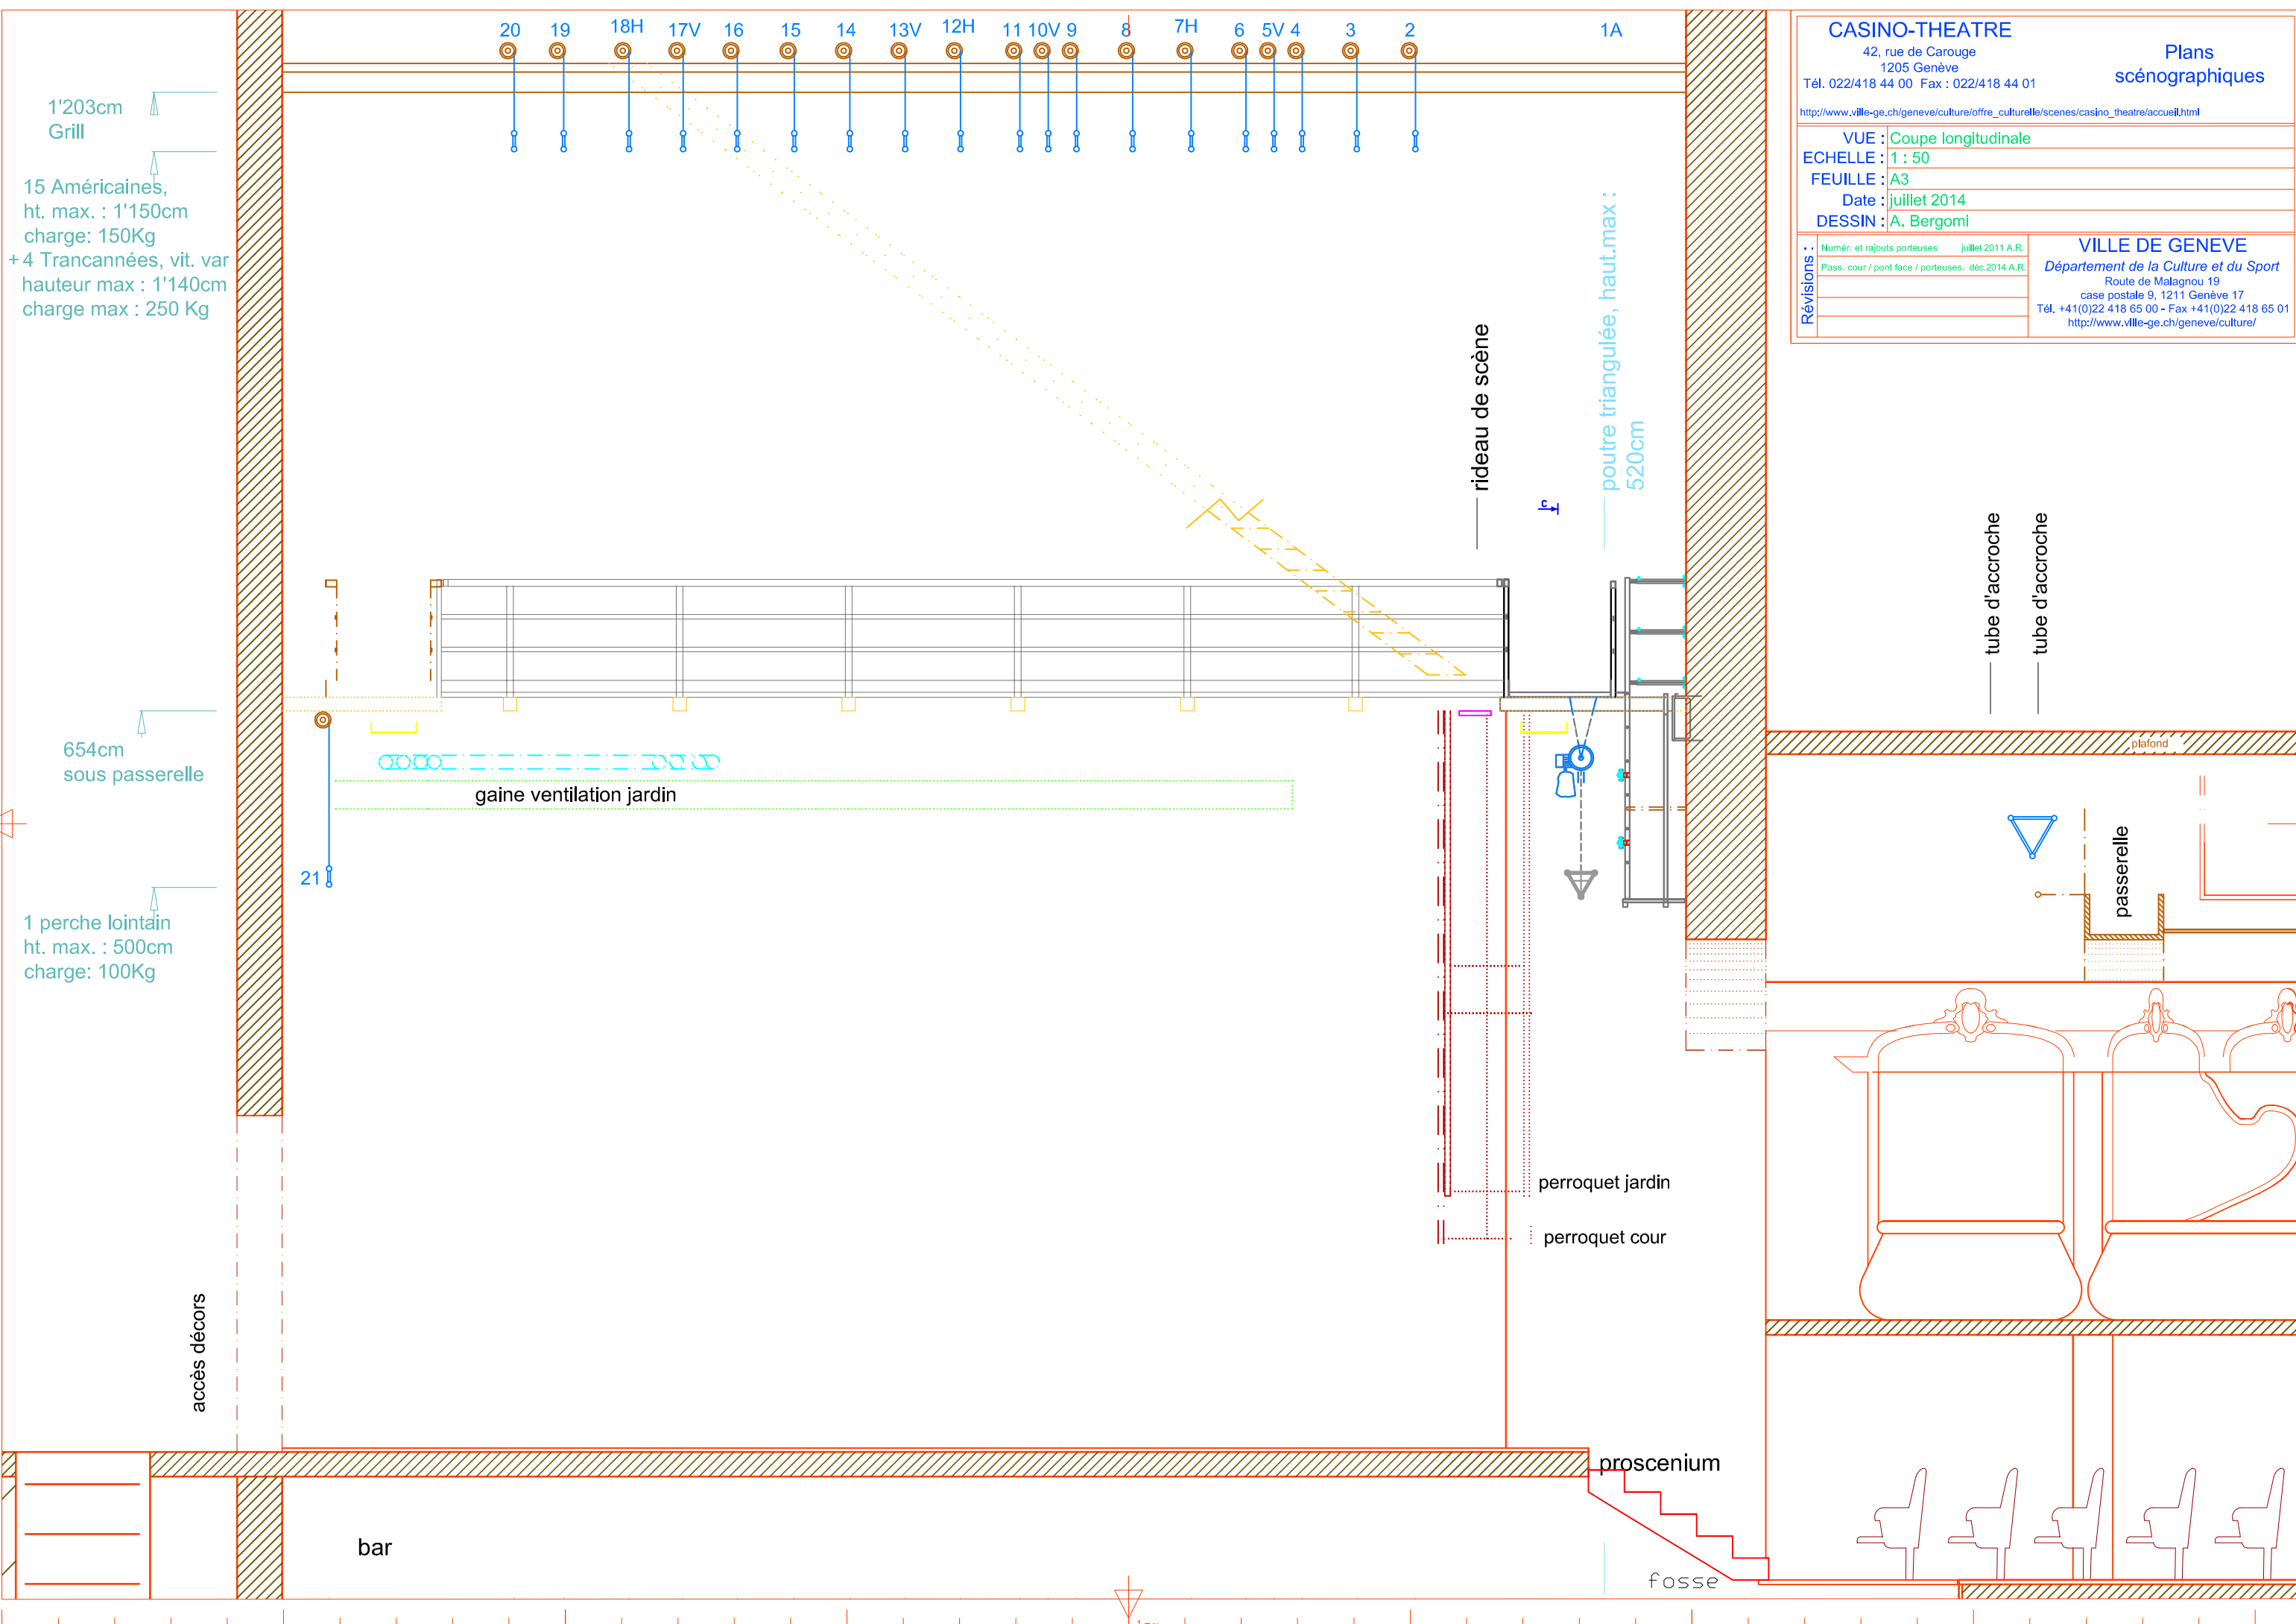 20 19 18H 17V 16 15 14 13V 12H 11 10V 9 8 7H 6 5V 4 3 2 1A
CASINO-THEATRE
42, rue de Carouge
1205 Genève
Tél. 022/418 44 00 Fax : 022/418 44 01
Plans
scénographiques
http://www.ville-ge.ch/geneve/culture/offre_culturelle/scenes/casino_theatre/accueil.html
VUE : Coupe longitudinale
ECHELLE : 1 : 50
FEUILLE : A3
Date : juillet 2014
DESSIN : A. Bergomi
Révisions :
Numér. et rajouts porteuses juillet 2011 A.R.
Pass. cour / pont face / porteuses. déc.2014 A.R.
VILLE DE GENEVE
Département de la Culture et du Sport
Route de Malagnou 19
case postale 9, 1211 Genève 17
Tél. +41(0)22 418 65 00 - Fax +41(0)22 418 65 01
http://www.ville-ge.ch/geneve/culture/
1'203cm
Grill
15 Américaines,
ht. max. : 1'150cm
charge: 150Kg
+4 Trancannées, vit. var
hauteur max : 1'140cm
charge max : 250 Kg
rideau de scène
poutre triangulée, haut.max :
520cm
c
tube d'accroche
tube d'accroche
654cm
sous passerelle
gaine ventilation jardin
plafond
passerelle
21
1 perche lointain
ht. max. : 500cm
charge: 100Kg
perroquet jardin
perroquet cour
accès décors
proscenium
bar
fosse